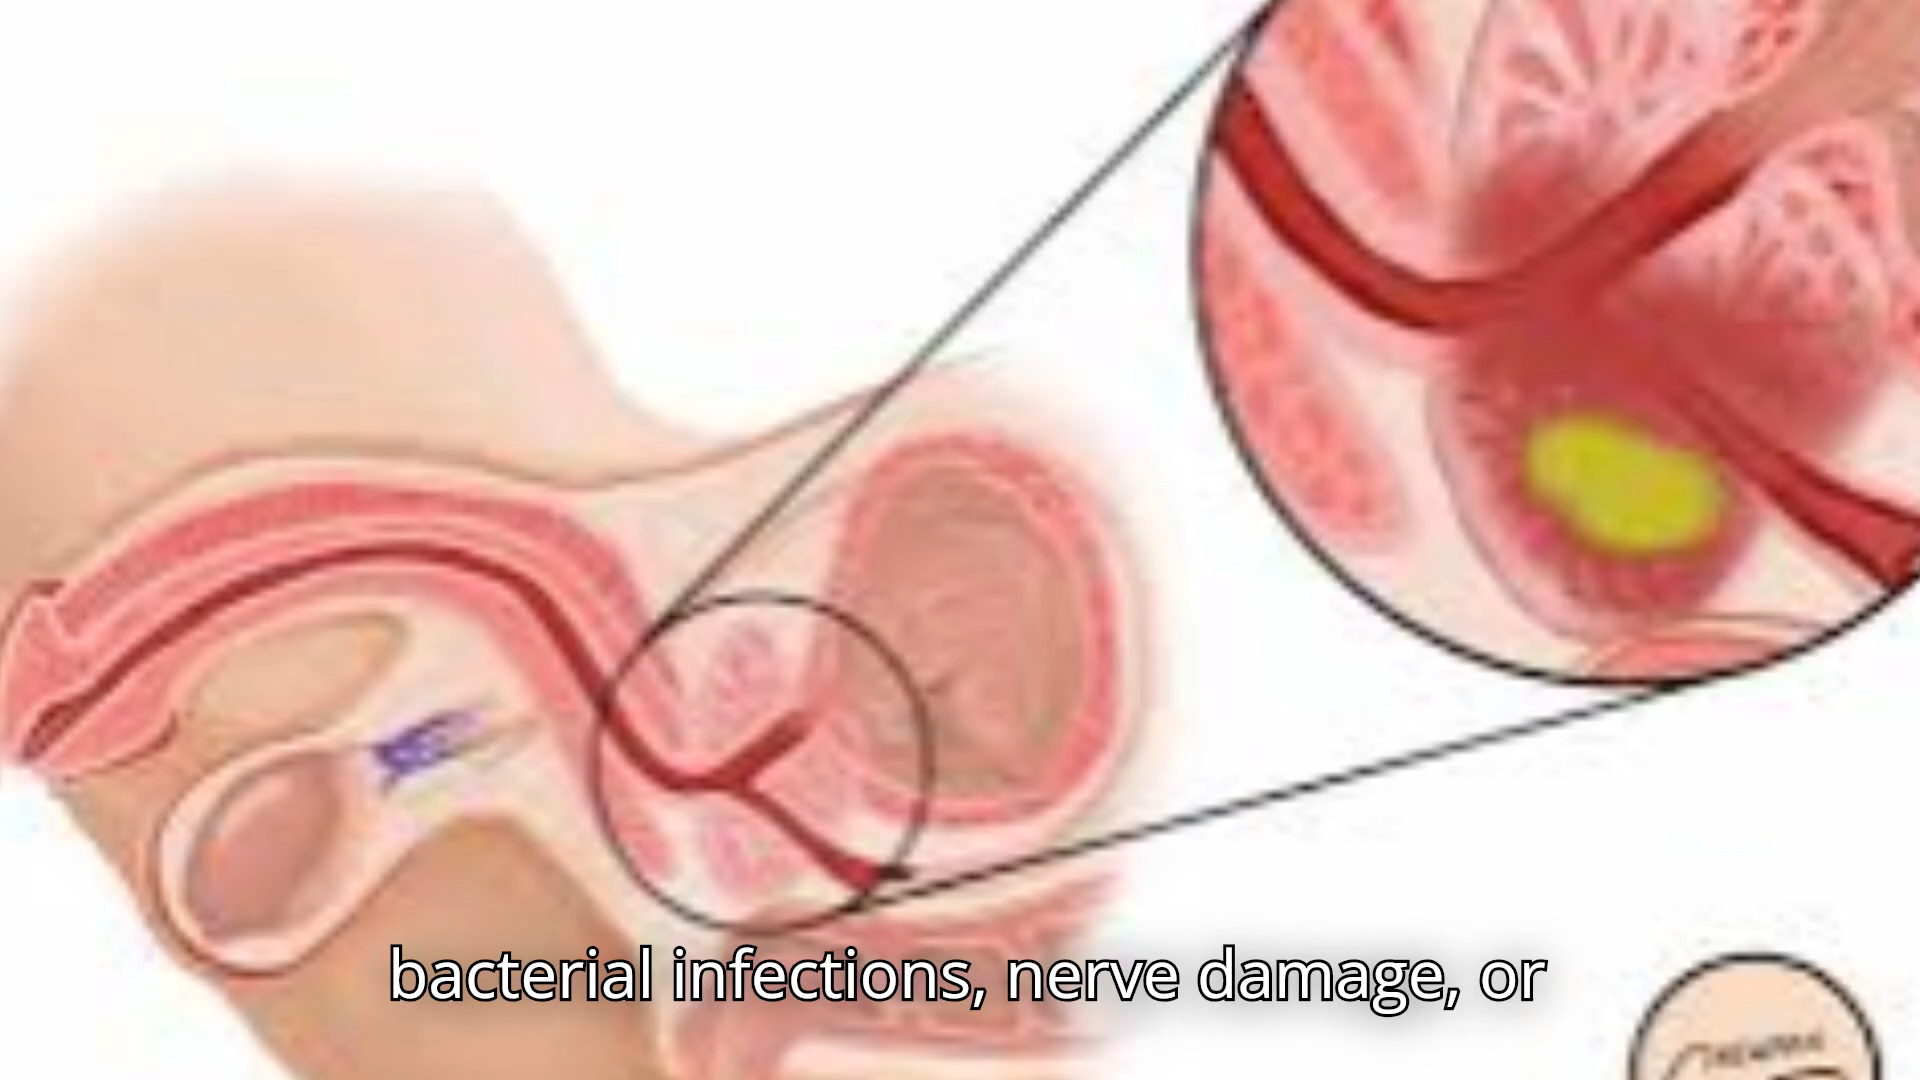 bacterial infections, nerve damage, or